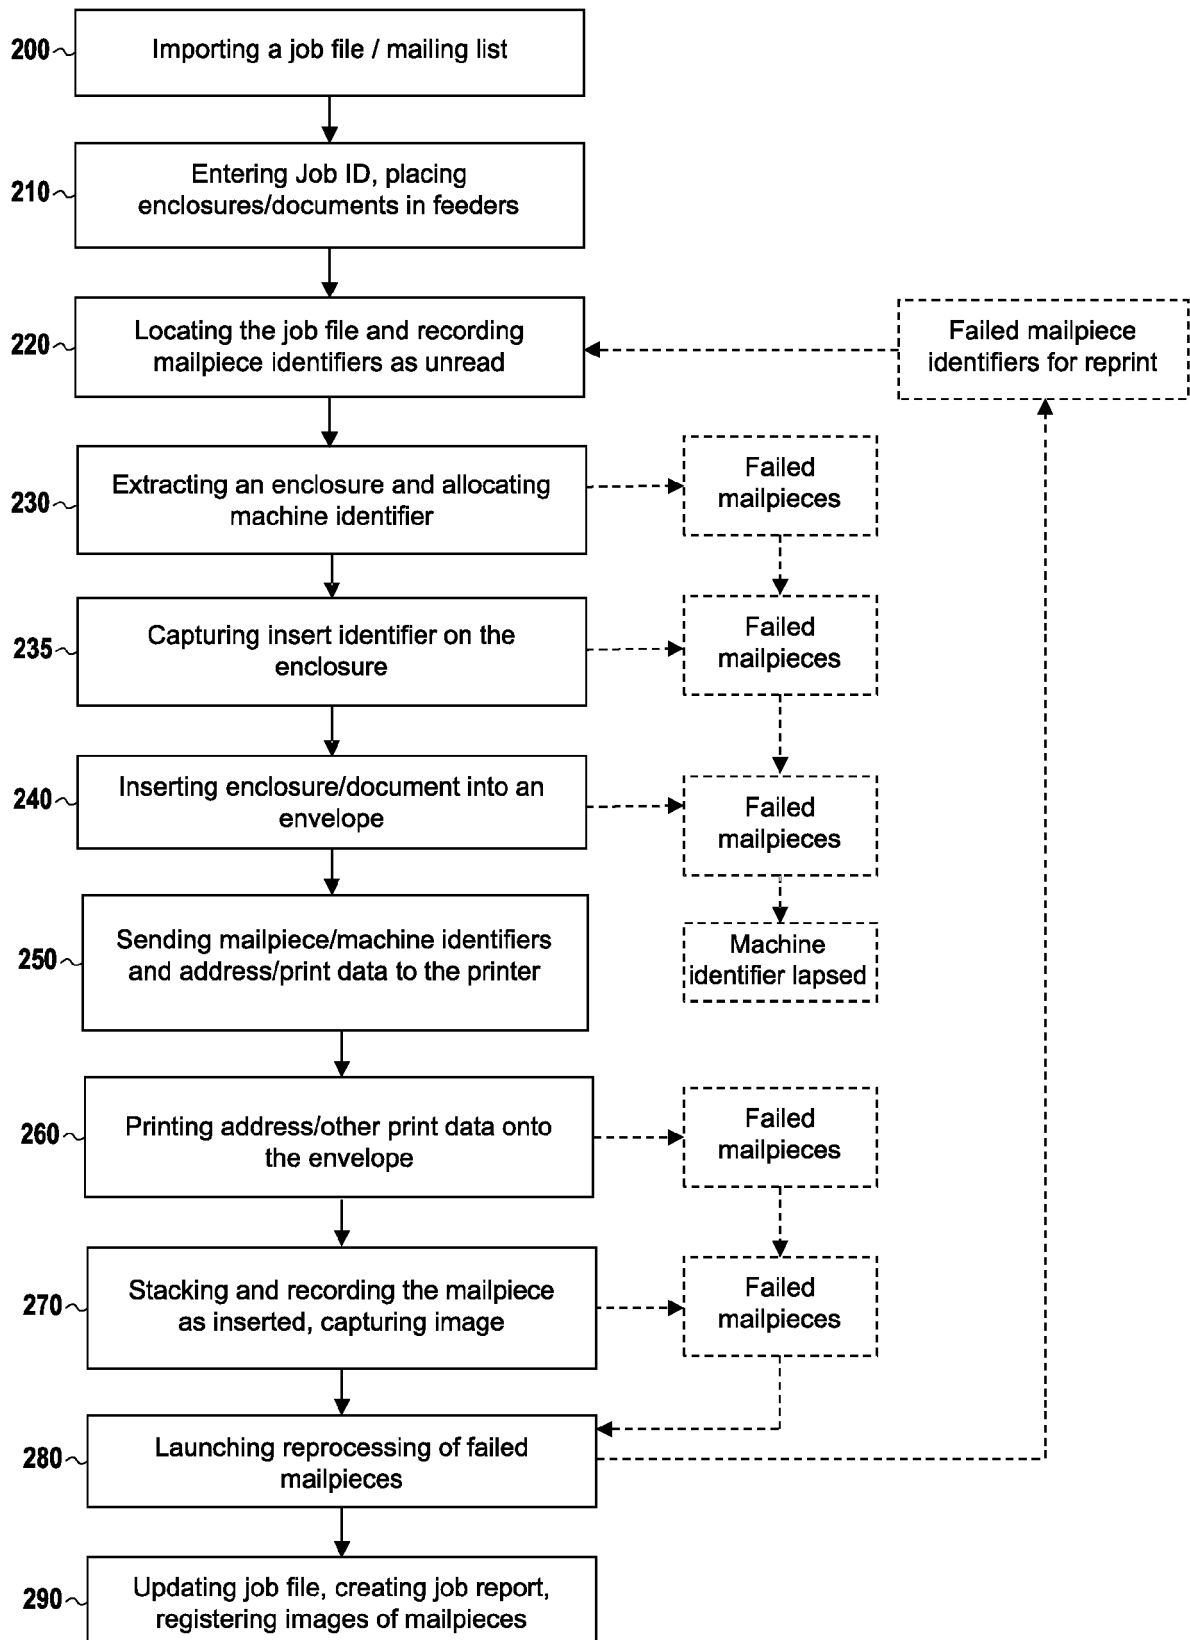 200
Importing a job file / mailing list
210
Entering Job ID, placing
enclosures/documents in feeders
220
Locating the job file and recording
mailpiece identifiers as unread
Failed mailpiece
identifiers for reprint
230
Extracting an enclosure and allocating
machine identifier
Failed
mailpieces
235
Capturing insert identifier on the
enclosure
Failed
mailpieces
240
Inserting enclosure/document into an
envelope
Failed
mailpieces
250
Sending mailpiece/machine identifiers
and address/print data to the printer
Machine
identifier lapsed
260
Printing address/other print data onto
the envelope
Failed
mailpieces
270
Stacking and recording the mailpiece
as inserted, capturing image
Failed
mailpieces
280
Launching reprocessing of failed
mailpieces
290
Updating job file, creating job report,
registering images of mailpieces